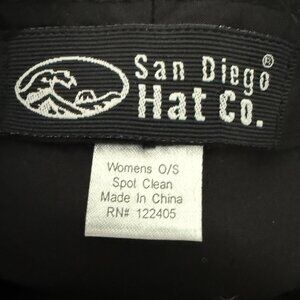 San Diego®
Hat Co.
Womens O/S
Spot Clean
Made In China
RN# 122405